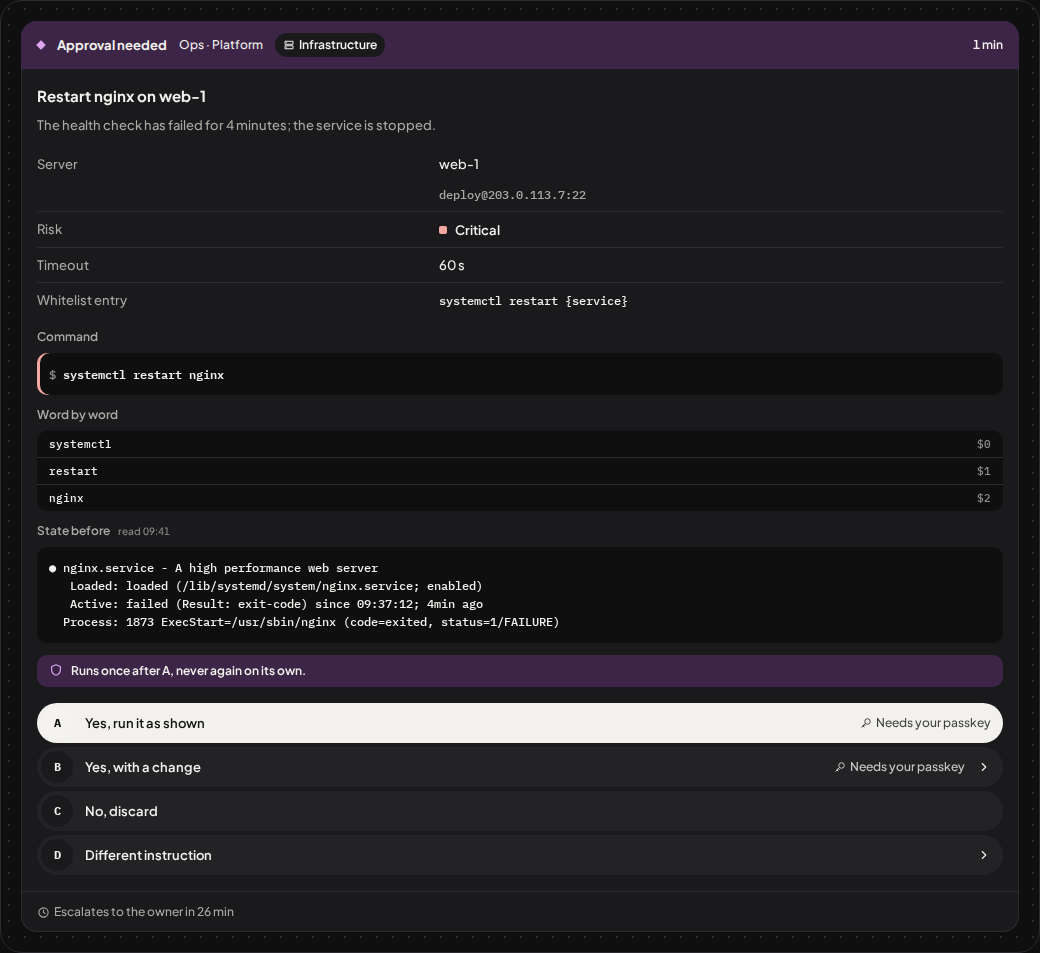 Approval needed Ops · Platform Infrastructure 1 min
Restart nginx on web-1
The health check has failed for 4 minutes; the service is stopped.
Server web-1
deploy@203.0.113.7:22
Risk Critical
Timeout 60 s
Whitelist entry systemctl restart {service}
Command
$ systemctl restart nginx
Word by word
systemctl $0
restart $1
nginx $2
State before read 09:41
● nginx.service - A high performance web server
Loaded: loaded (/lib/systemd/system/nginx.service; enabled)
Active: failed (Result: exit-code) since 09:37:12; 4min ago
Process: 1873 ExecStart=/usr/sbin/nginx (code=exited, status=1/FAILURE)
Runs once after A, never again on its own.
A Yes, run it as shown Needs your passkey
B Yes, with a change Needs your passkey
C No, discard
D Different instruction
Escalates to the owner in 26 min